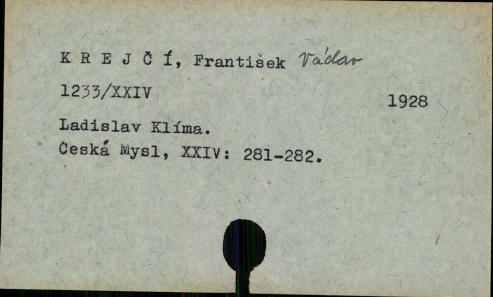 K R E J Č Í, František Václav
1233/XXIV
1928
Ladislav Klíma.
Česká Mysl, XXIV: 281-282.